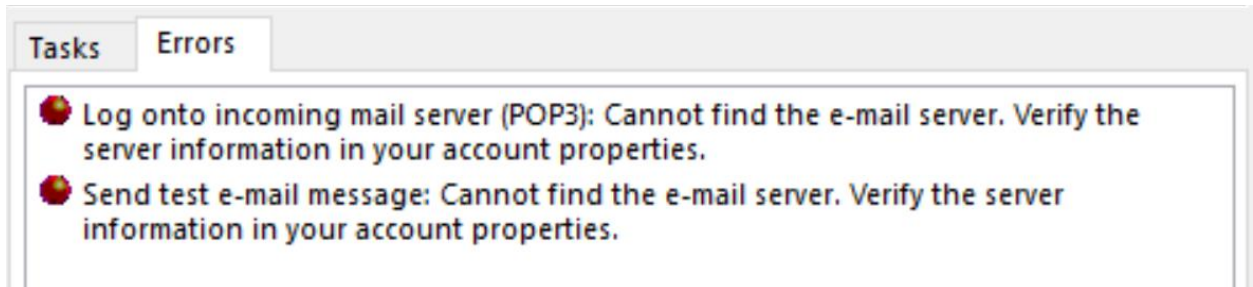 Tasks
Errors
Log onto incoming mail server (POP3): Cannot find the e-mail server. Verify the
server information in your account properties.
Send test e-mail message: Cannot find the e-mail server. Verify the server
information in your account properties.